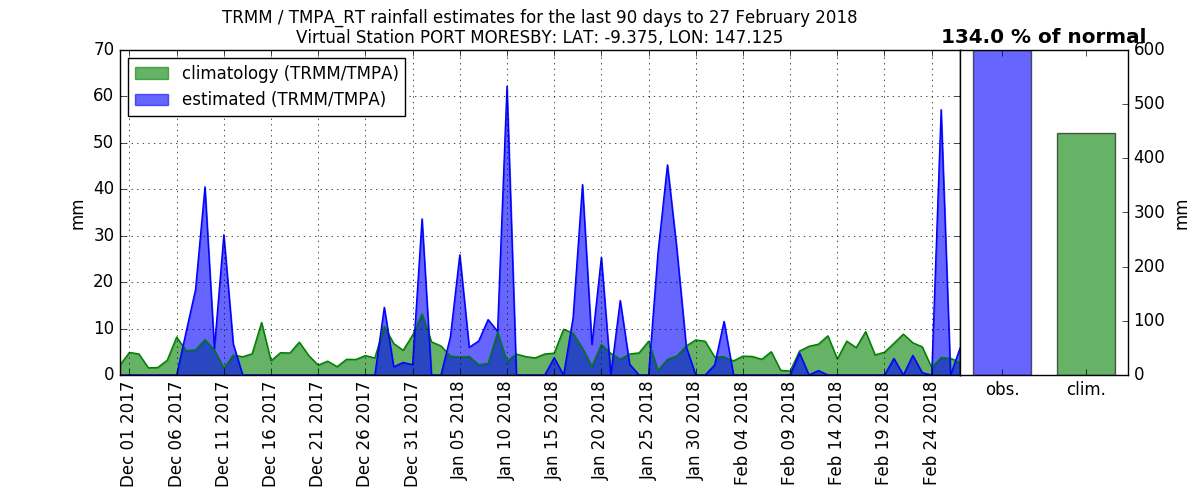 TRMM / TMPA_RT rainfall estimates for the last 90 days to 27 February 2018
Virtual Station PORT MORESBY: LAT: -9.375, LON: 147.125
134.0 % of normal
climatology (TRMM/TMPA)
estimated (TRMM/TMPA)
mm
70
60
50
40
30
20
10
0
600
500
400
300
200
100
0
mm
obs.
clim.
Dec 01 2017
Dec 06 2017
Dec 11 2017
Dec 16 2017
Dec 21 2017
Dec 26 2017
Dec 31 2017
Jan 05 2018
Jan 10 2018
Jan 15 2018
Jan 20 2018
Jan 25 2018
Jan 30 2018
Feb 04 2018
Feb 09 2018
Feb 14 2018
Feb 19 2018
Feb 24 2018